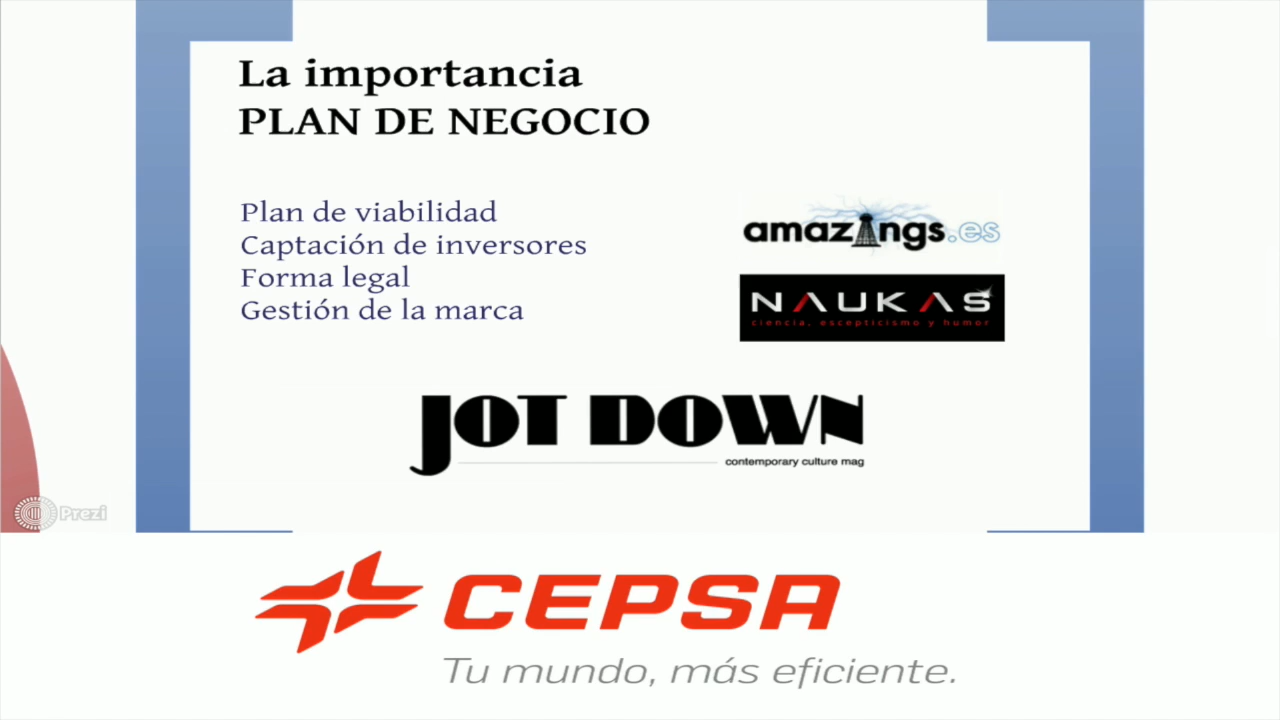 La importancia
PLAN DE NEGOCIO
Plan de viabilidad
Captación de inversores
Forma legal
Gestión de la marca
amazings.es
NAUKAS
ciencia, escepticismo y humor
JOT DOWN
contemporary culture mag
Prezi
CEPSA
Tu mundo, más eficiente.